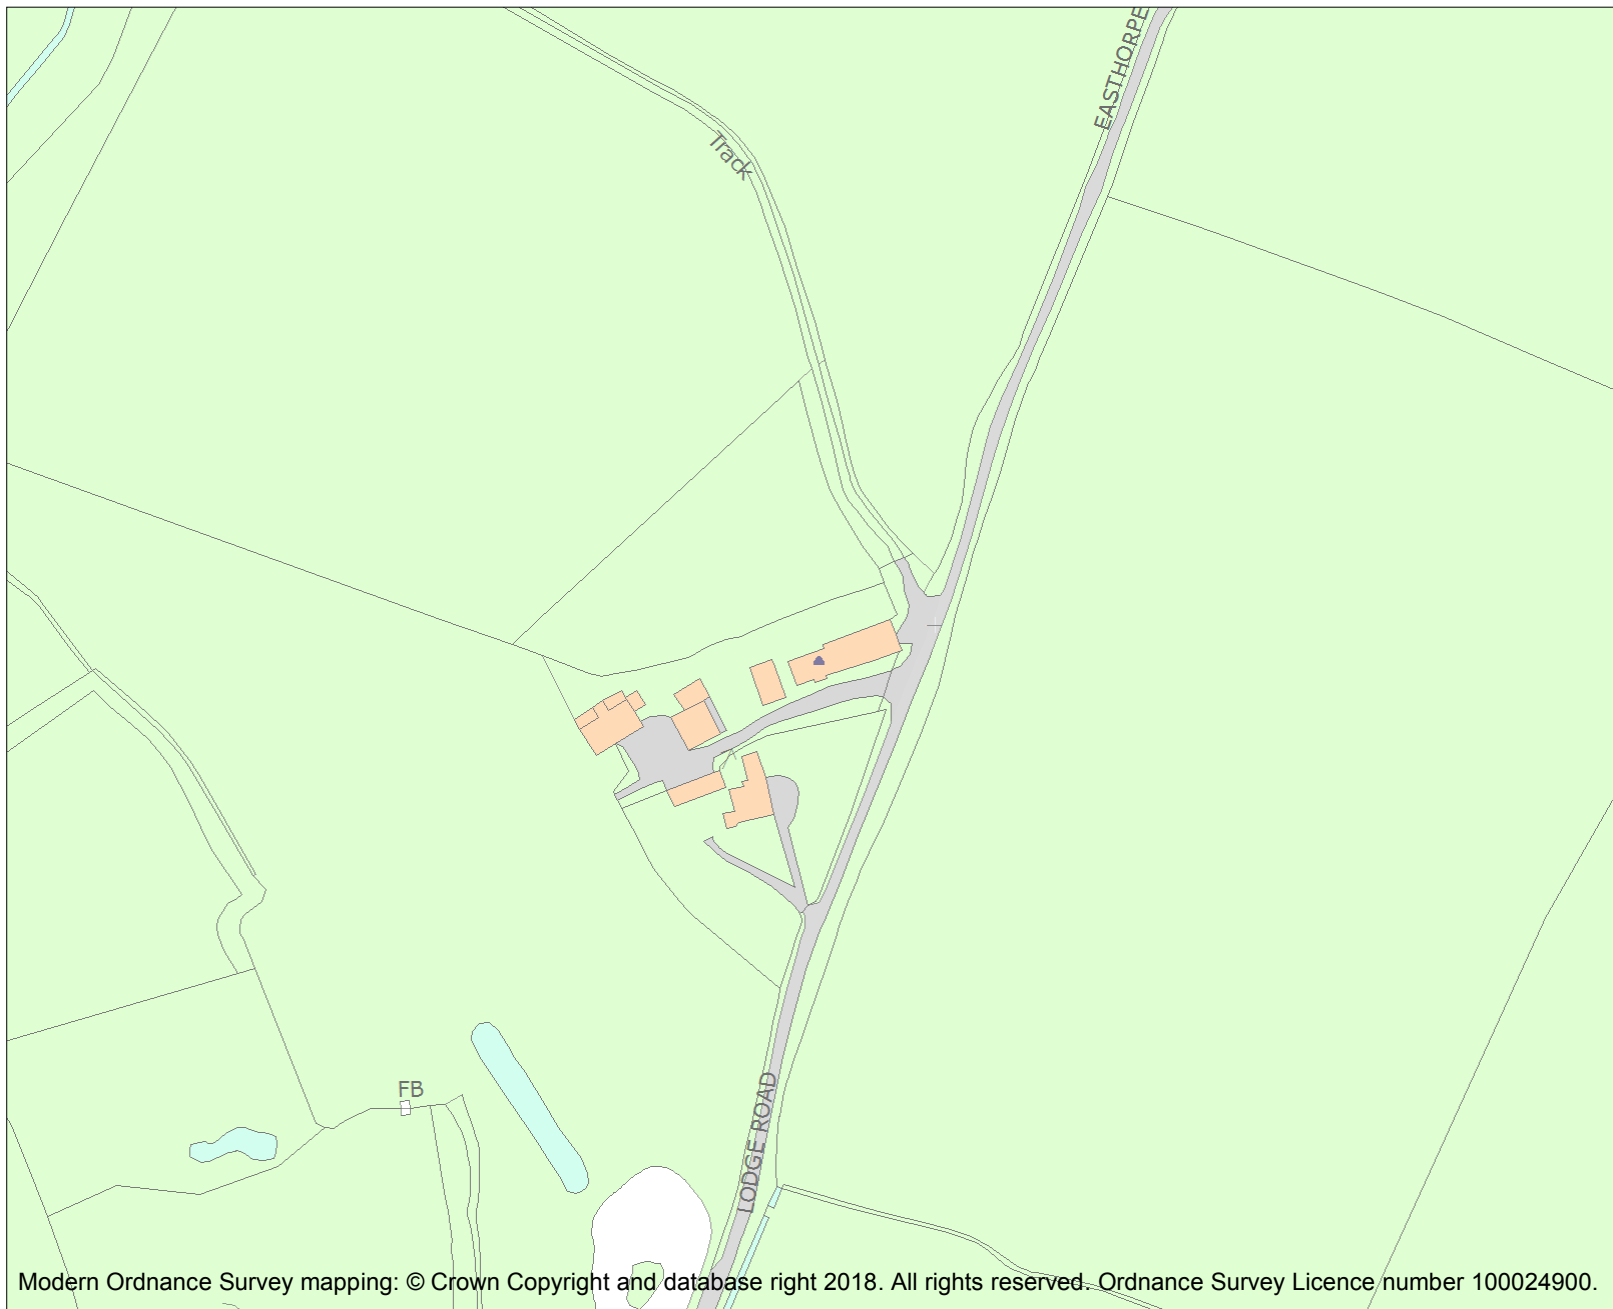 EASTHORPE
Track
FB
LODGE ROAD
Modern Ordnance Survey mapping: © Crown Copyright and database right 2018. All rights reserved. Ordnance Survey Licence number 100024900.